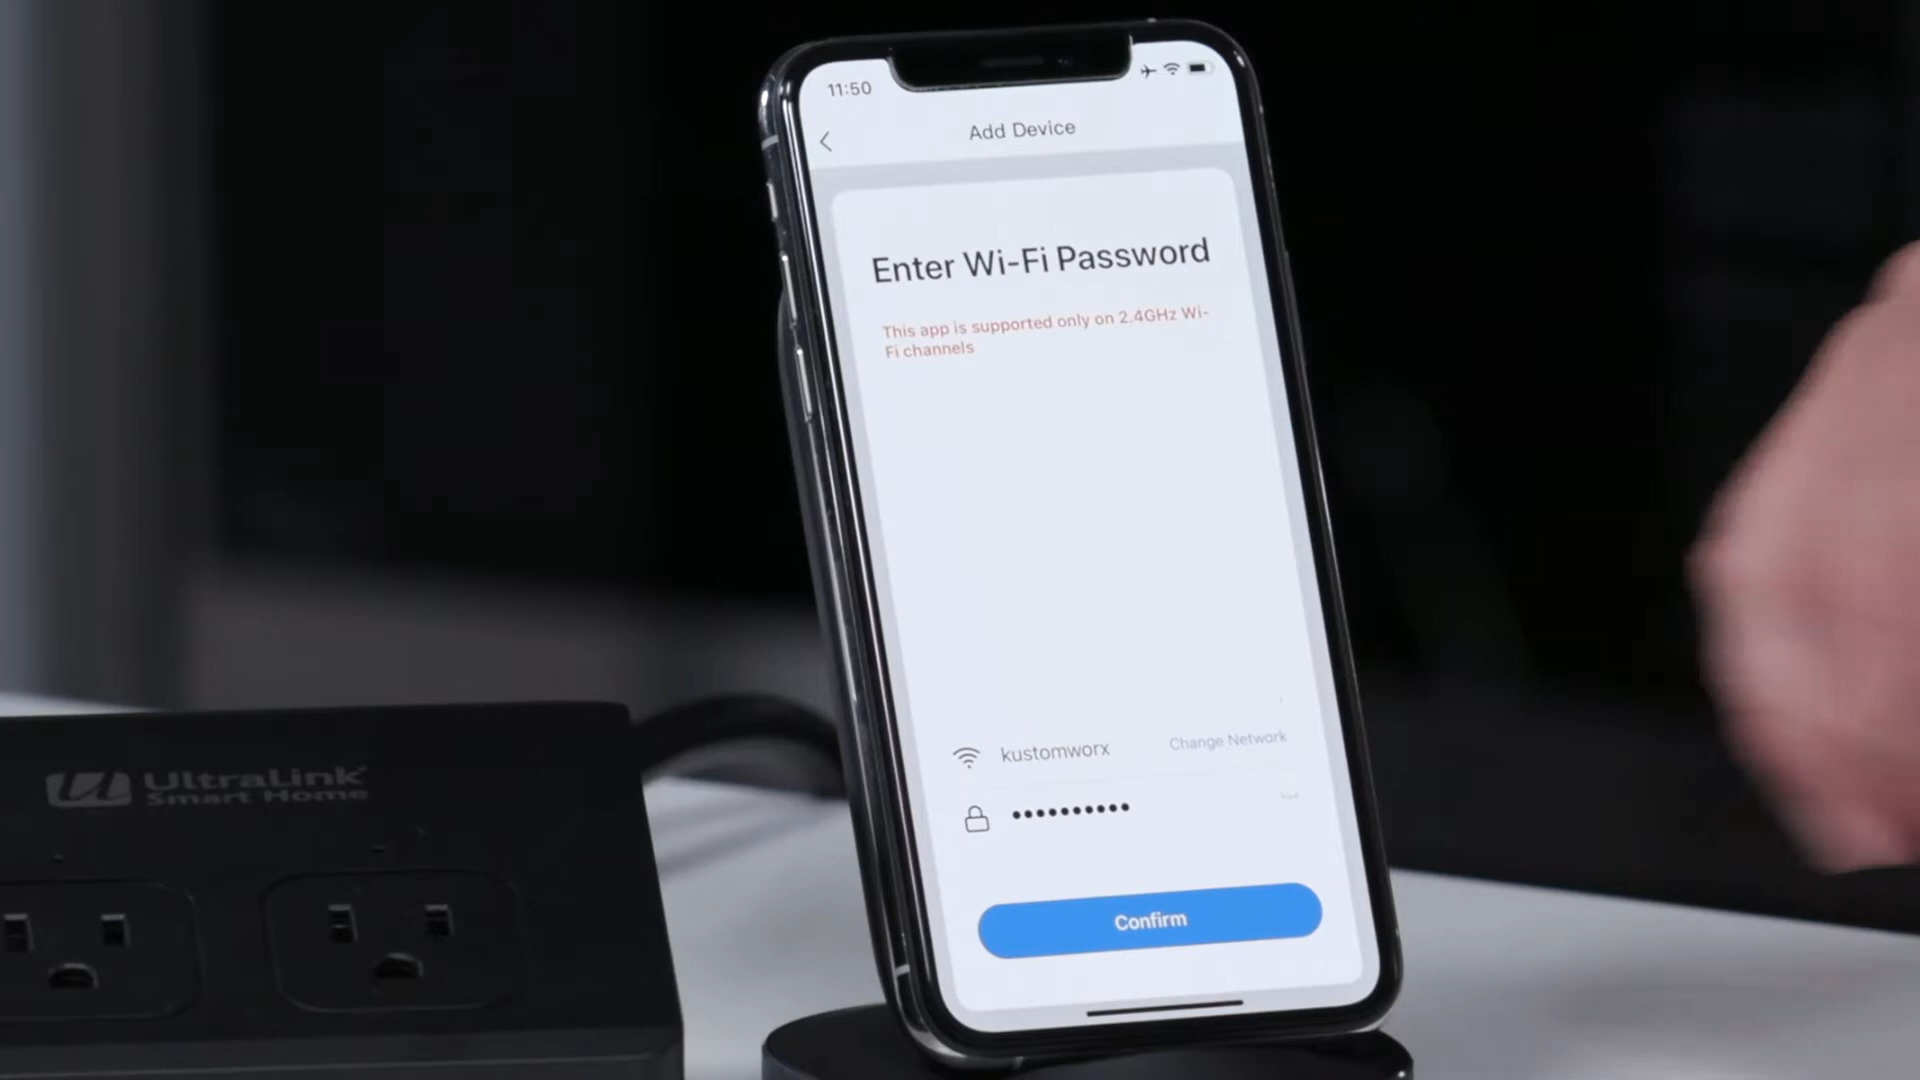 11:50
Add Device
Enter Wi-Fi Password
This app is supported only on 2.4GHz Wi-
Fi channels
kustomworx
Change Network
••••••••••
Confirm
UltraLink
Smart Home